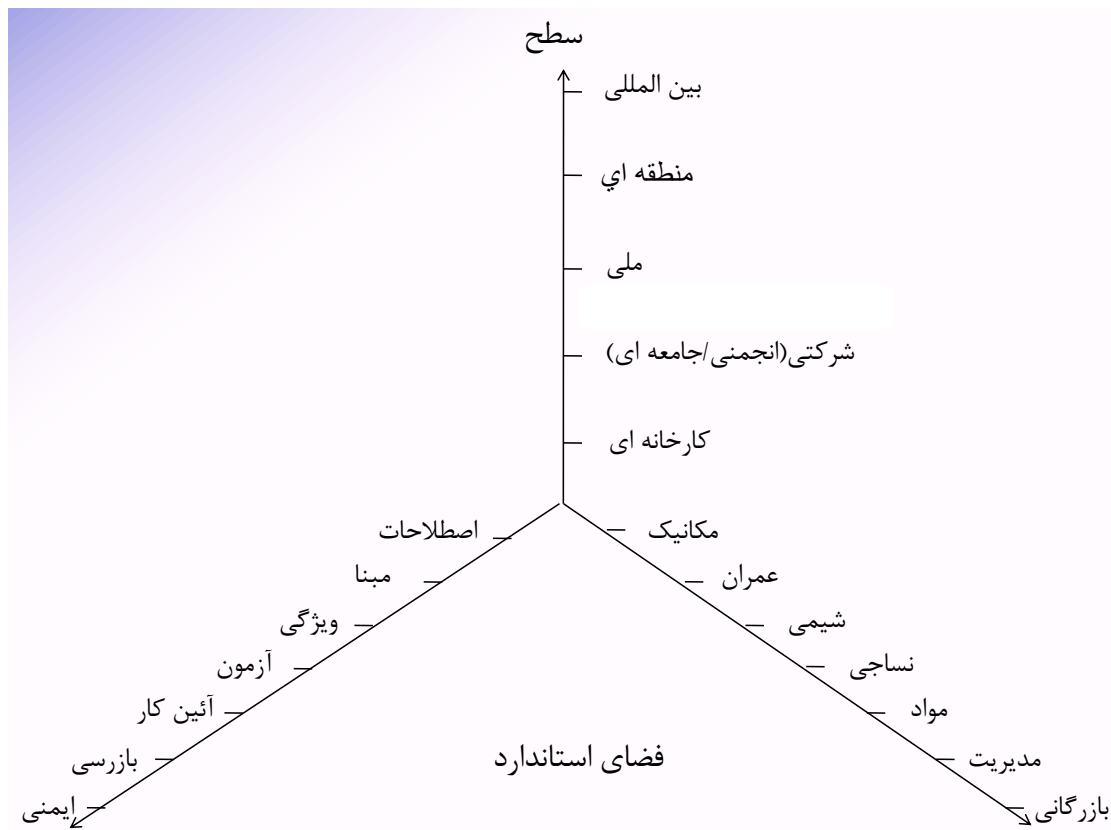 سطح
بین المللی
منطقه اي
ملی
شرکتی(انجمنی/جامعه ای)
کارخانه ای
مکانیک
عمران
شیمی
نساجی
مواد
مدیریت
بازرگانی
اصطلاحات
مبنا
ویژگی
آزمون
آئین کار
بازرسی
ایمنی
فضای استاندارد